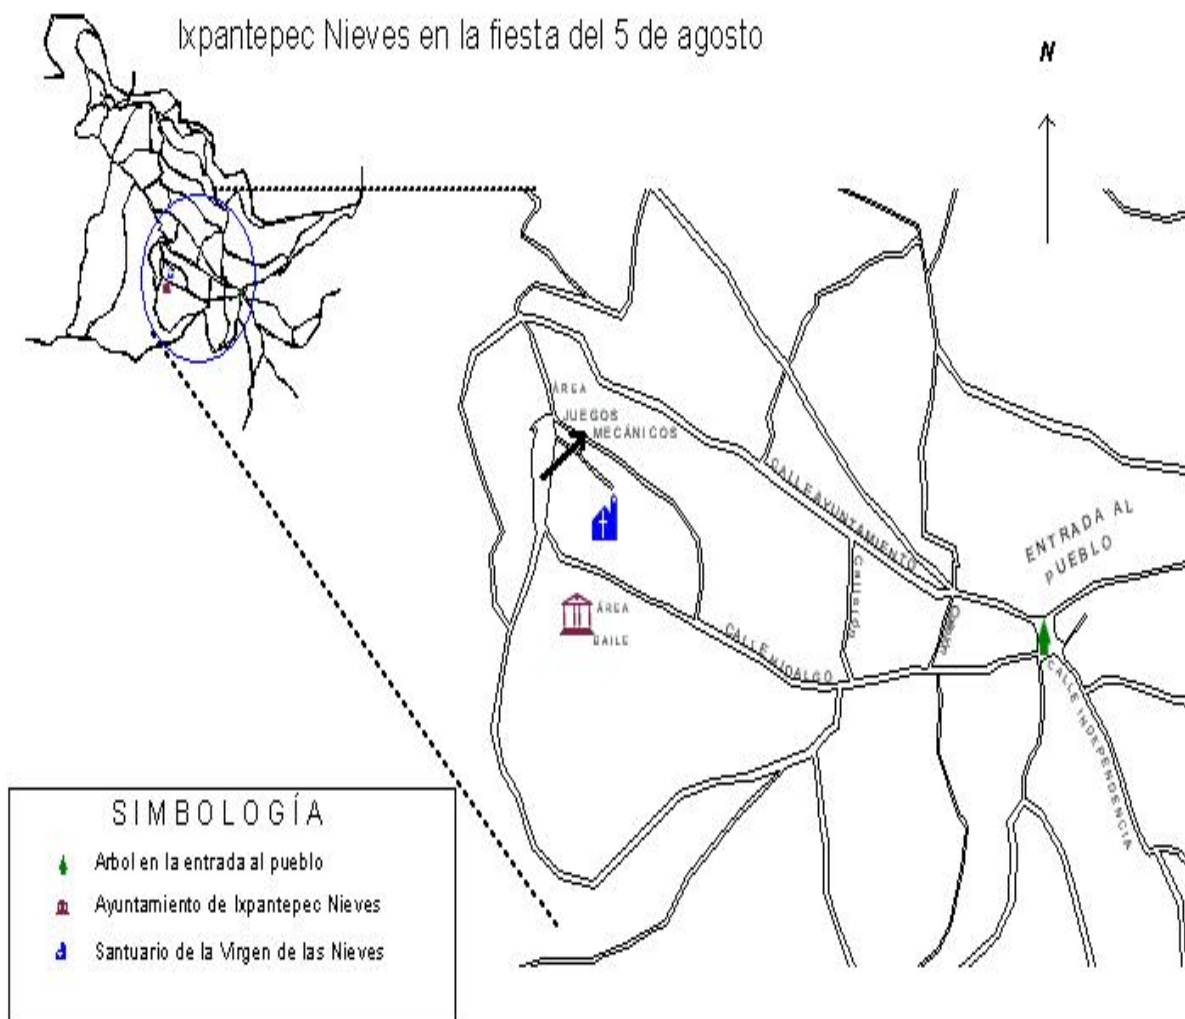 Ixpantepec Nieves en la fiesta del 5 de agosto
N
ÁREA
JUEGOS
MECÁNICOS
CALLE AYUNTAMIENTO
ENTRADA AL
PUEBLO
Callejón
ÁREA
BAILE
CALLE HIDALGO
CALLE INDEPENDENCIA
SIMBOLOGÍA
Arbol en la entrada al pueblo
Ayuntamiento de Ixpantepec Nieves
Santuario de la Virgen de las Nieves